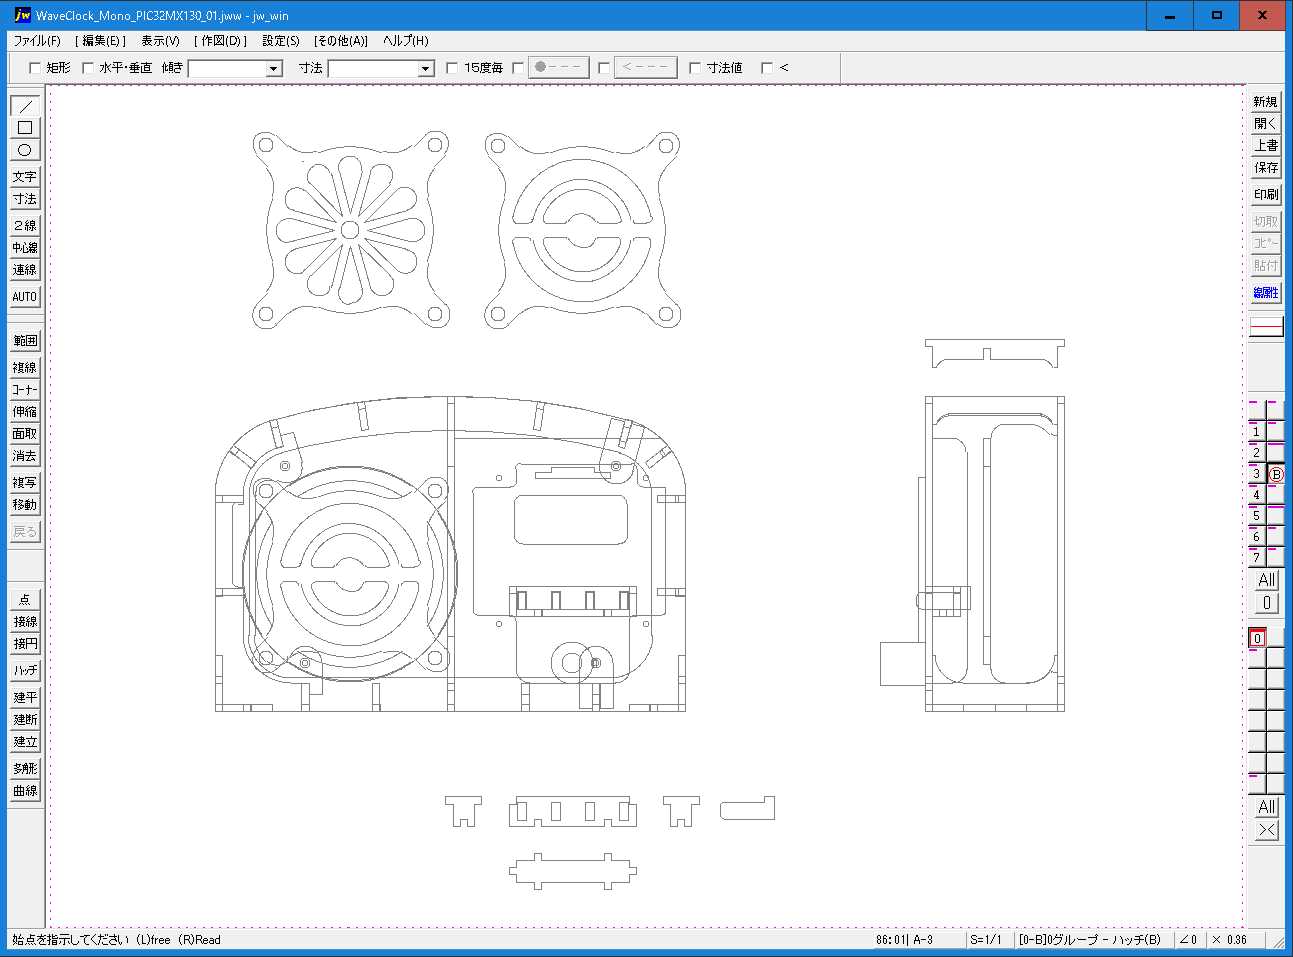 WaveClock_Mono_PIC32MX130_01.jww - jw_win
ファイル(F) [ 編集(E) ] 表示(V) [ 作図(D) ] 設定(S) [その他(A)] ヘルプ(H)
矩形 水平・垂直 傾き 寸法 15度毎 ●--- <--- 寸法値 <
文字
寸法
2線
中心線
連線
AUTO
範囲
複線
コーナー
伸縮
面取
消去
複写
移動
戻る
点
接線
接円
ハッチ
建平
建断
建立
多角形
曲線
新規
開く
上書
保存
印刷
切取
コピー
貼付
線属性
1
2
3 B
4
5
6
7
All
0
0
All
始点を指示してください (L)free (R)Read
86:01| A-3 S=1/1 [0-B]0グループ - ハッチ(B) ∠0 × 0.86